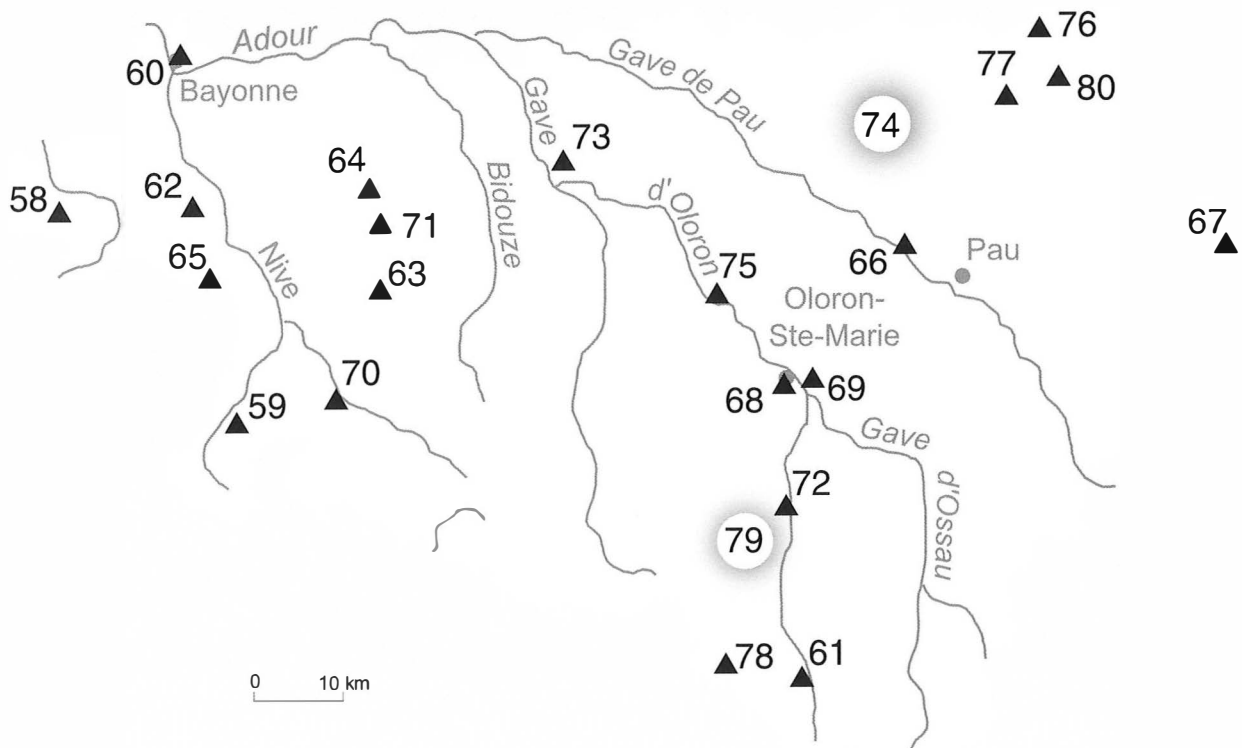 76
Adour
Gave de Pau
60
77
80
Bayonne
Gave
74
73
64
Bidouze
58
62
d'Oloron
67
71
66
Pau
65
Nive
63
75
Oloron-
Ste-Marie
70
68
69
59
Gave
72
d'Ossau
79
78
61
0 10 km